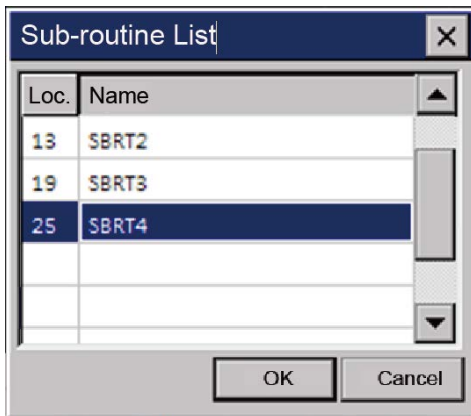 Sub-routine List
Loc. Name
13 SBRT2
19 SBRT3
25 SBRT4
OK Cancel